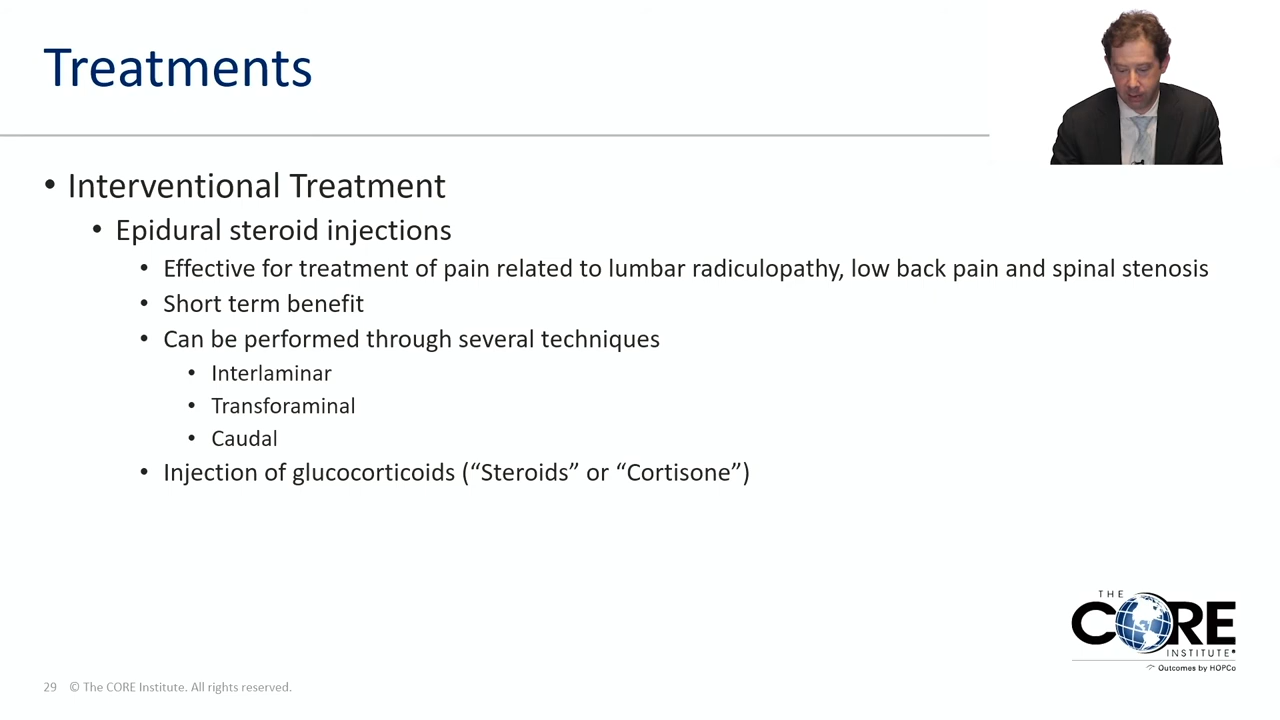 Treatments
• Interventional Treatment
• Epidural steroid injections
• Effective for treatment of pain related to lumbar radiculopathy, low back pain and spinal stenosis
• Short term benefit
• Can be performed through several techniques
• Interlaminar
• Transforaminal
• Caudal
• Injection of glucocorticoids (“Steroids” or “Cortisone”)
THE
CORE
INSTITUTE
Outcomes by HOPCo
29 © The CORE Institute. All rights reserved.